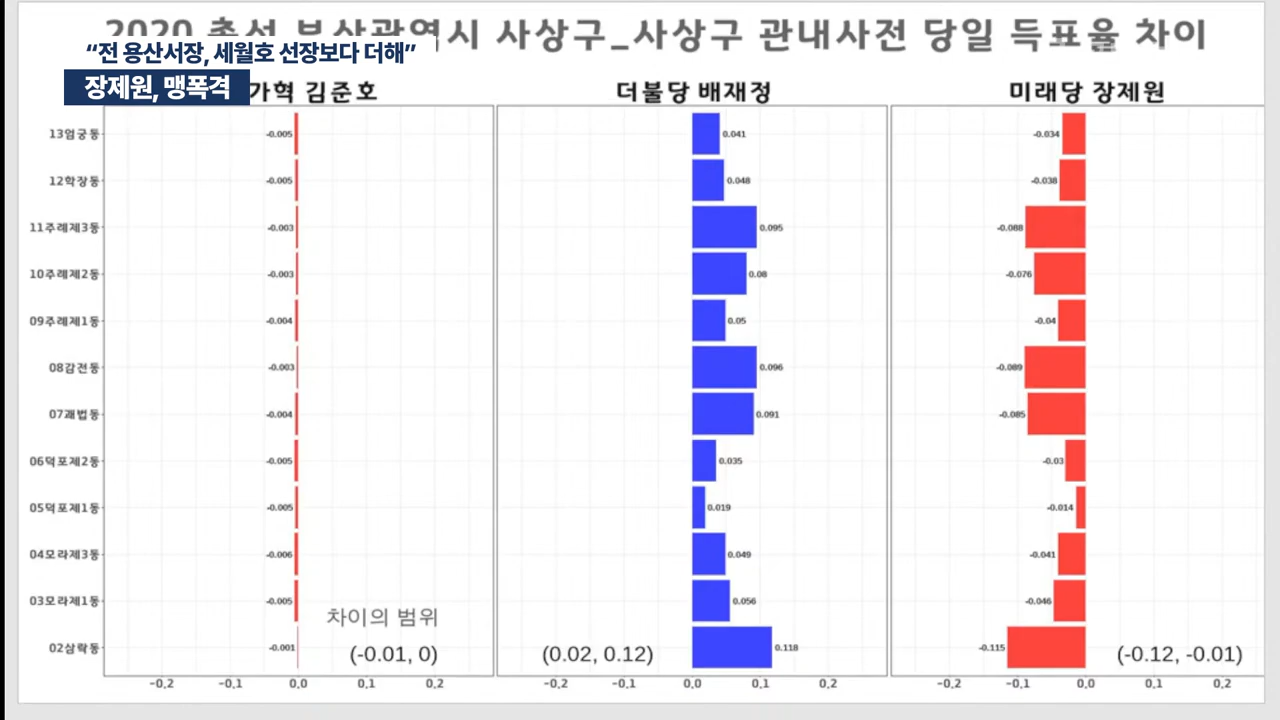 2020 총선 부산광역시 사상구_사상구 관내사전 당일 득표율 차이
“전 용산서장, 세월호 선장보다 더해”
장제원, 맹폭격
가혁 김준호
더불당 배재정
미래당 장제원
13엄궁동 -0.005 0.041 -0.034
12학장동 -0.005 0.048 -0.038
11주례제3동 -0.003 0.095 -0.088
10주례제2동 -0.003 0.08 -0.076
09주례제1동 -0.004 0.05 -0.04
08감전동 -0.003 0.096 -0.089
07괘법동 -0.004 0.091 -0.085
06덕포제2동 -0.005 0.035 -0.03
05덕포제1동 -0.005 0.019 -0.014
04모라제3동 -0.006 0.049 -0.041
03모라제1동 -0.005 0.056 -0.046
차이의 범위
02삼락동 -0.001 0.118 -0.115
(-0.01, 0) (0.02, 0.12) (-0.12, -0.01)
-0,2 -0,1 0,0 0,1 0,2 -0,2 -0,1 0,0 0,1 0,2 -0,2 -0,1 0,0 0,1 0,2